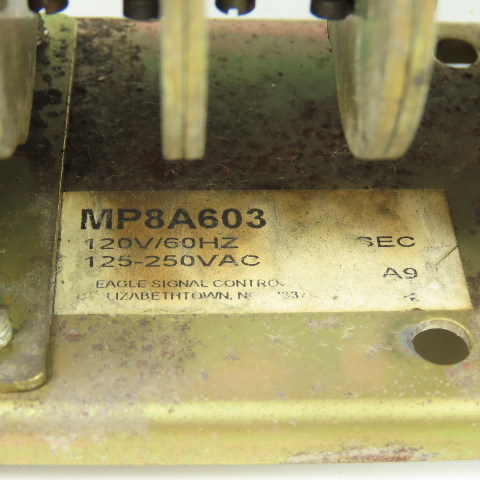 MP8A603
120V/60HZ SEC
125-250VAC A9
EAGLE SIGNAL CONTRO
LIZABETHTOWN, N